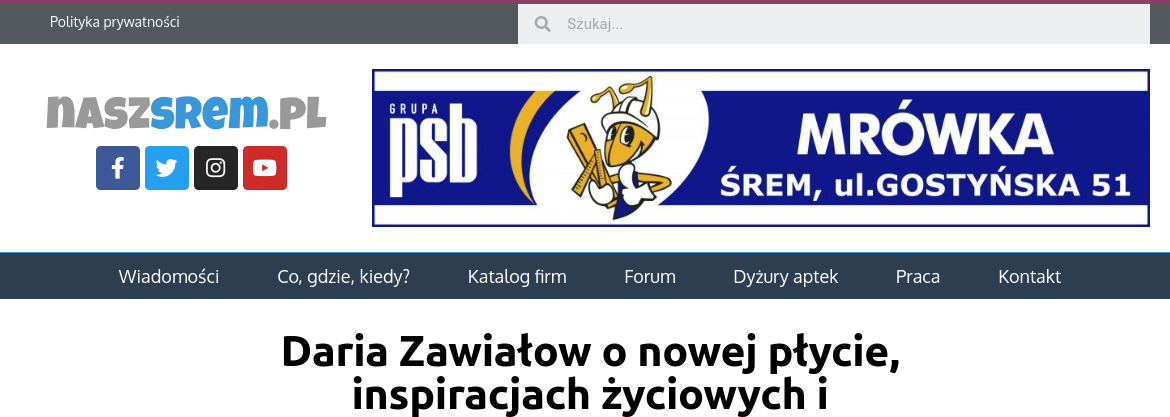 Polityka prywatności
Szukaj...
naszsrem.pl
GRUPA
psb
MRÓWKA
ŚREM, ul.GOSTYŃSKA 51
Wiadomości
Co, gdzie, kiedy?
Katalog firm
Forum
Dyżury aptek
Praca
Kontakt
Daria Zawiałow o nowej płycie,
inspiracjach życiowych i